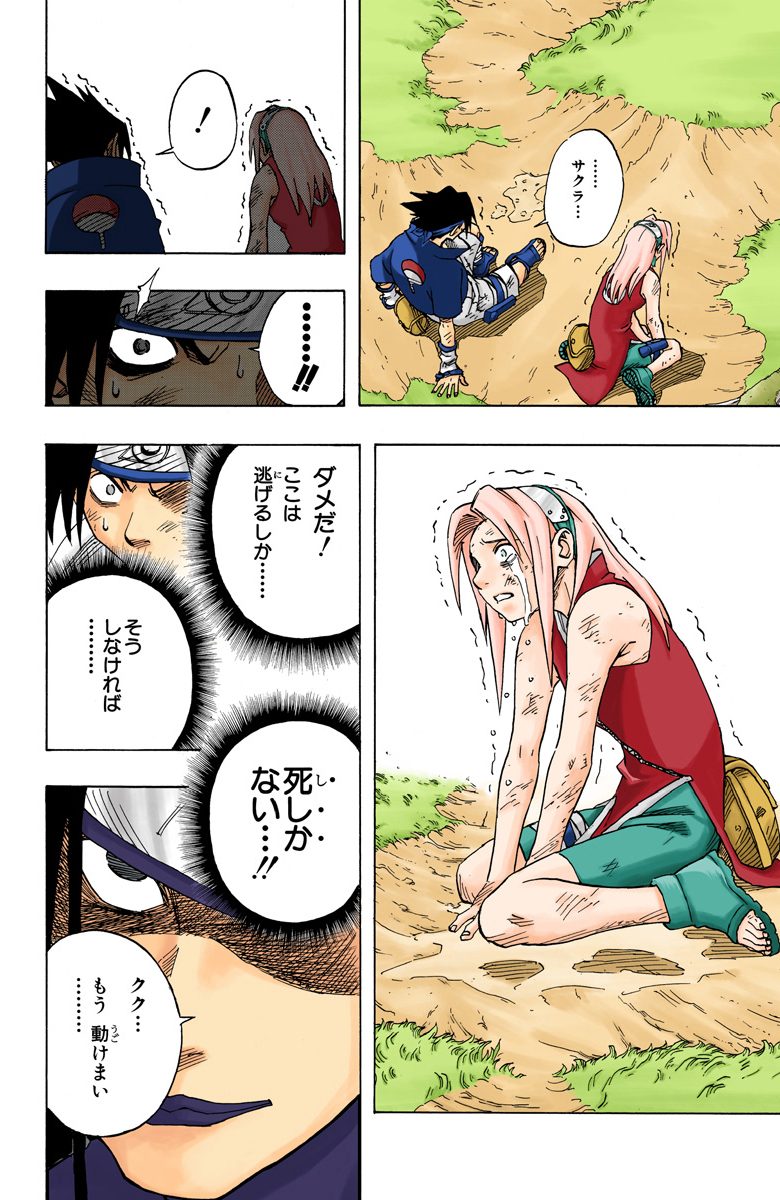 ……
サクラ…
！
……!!
ダメだ！
ここは
逃げるしか
……
そう
しなければ
………
死しか
ない…!!
クク…
もう 動けまい
………